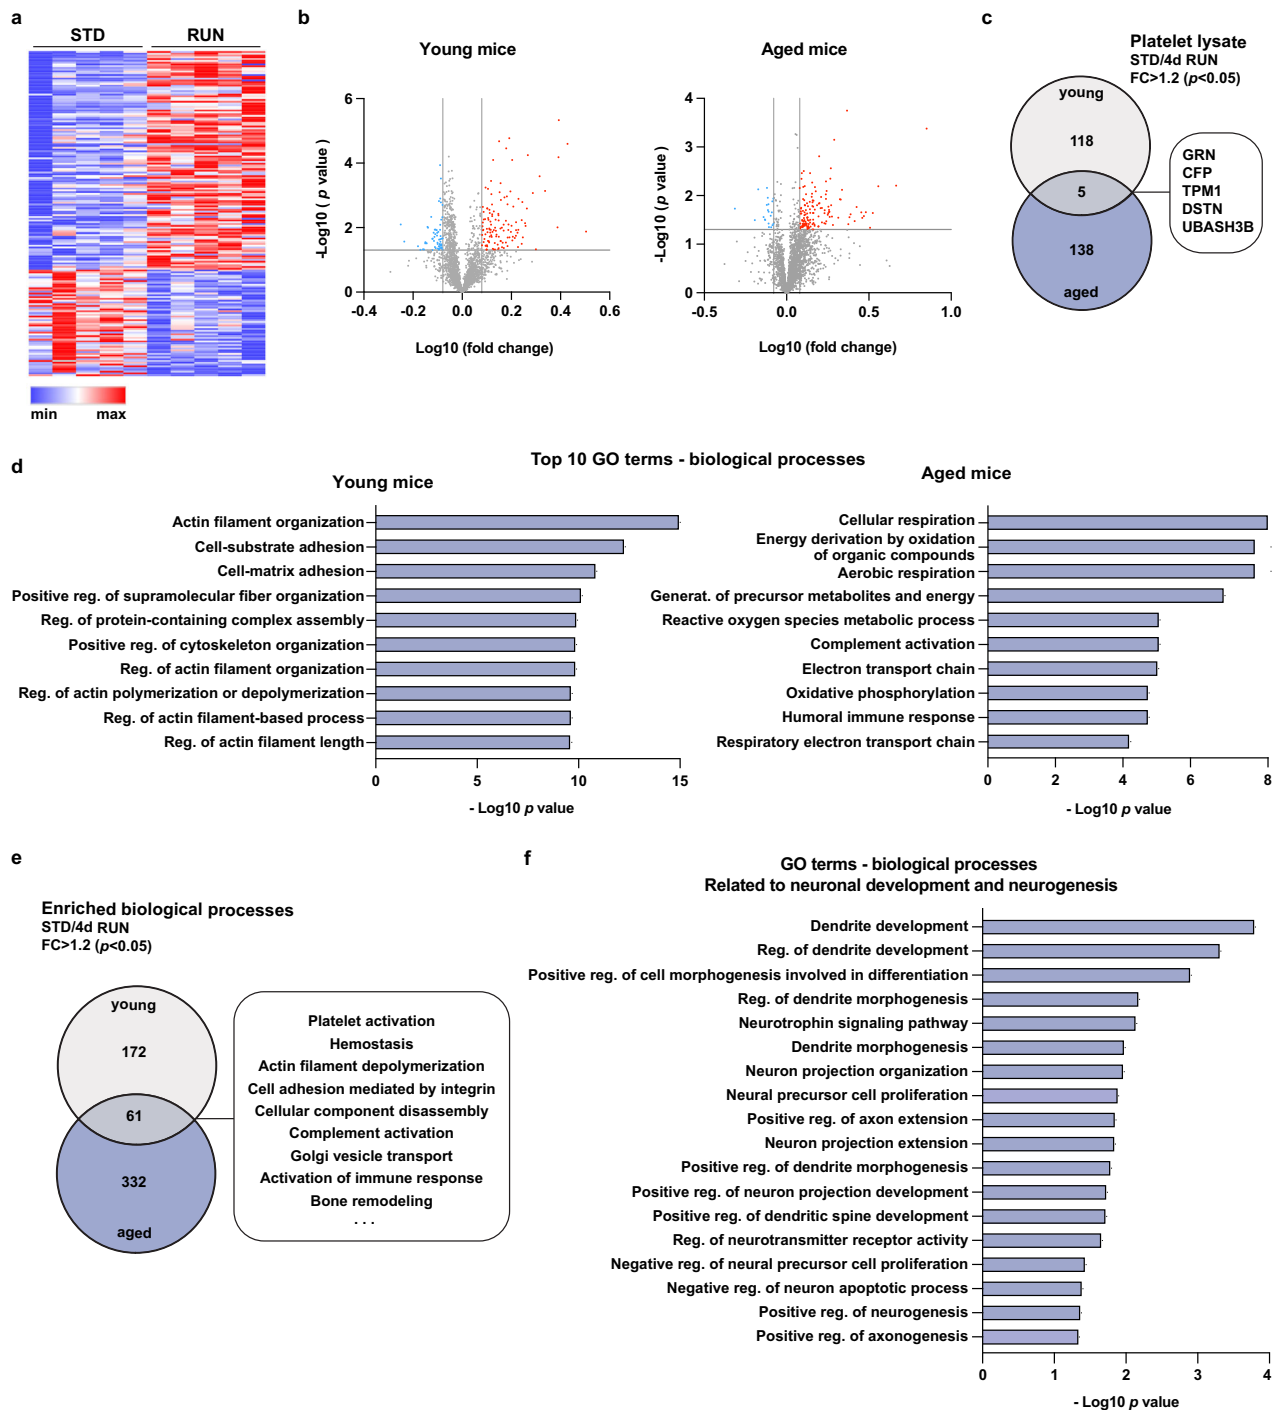 a
STD RUN
min max
b
Young mice
-Log10 ( p value )
6
4
2
0
-0.4 -0.2 0.0 0.2 0.4 0.6
Log10 (fold change)
Aged mice
-Log10 (p value )
4
3
2
1
0
-0.5 0.0 0.5 1.0
Log10 (fold change)
c
Platelet lysate
STD/4d RUN
FC>1.2 (p<0.05)
young
118
5
138
aged
GRN
CFP
TPM1
DSTN
UBASH3B
d
Top 10 GO terms - biological processes
Young mice
Actin filament organization
Cell-substrate adhesion
Cell-matrix adhesion
Positive reg. of supramolecular fiber organization
Reg. of protein-containing complex assembly
Positive reg. of cytoskeleton organization
Reg. of actin filament organization
Reg. of actin polymerization or depolymerization
Reg. of actin filament-based process
Reg. of actin filament length
0 5 10 15
- Log10 p value
Aged mice
Cellular respiration
Energy derivation by oxidation
of organic compounds
Aerobic respiration
Generat. of precursor metabolites and energy
Reactive oxygen species metabolic process
Complement activation
Electron transport chain
Oxidative phosphorylation
Humoral immune response
Respiratory electron transport chain
0 2 4 6 8
- Log10 p value
e
Enriched biological processes
STD/4d RUN
FC>1.2 (p<0.05)
young
172
61
332
aged
Platelet activation
Hemostasis
Actin filament depolymerization
Cell adhesion mediated by integrin
Cellular component disassembly
Complement activation
Golgi vesicle transport
Activation of immune response
Bone remodeling
. . .
f
GO terms - biological processes
Related to neuronal development and neurogenesis
Dendrite development
Reg. of dendrite development
Positive reg. of cell morphogenesis involved in differentiation
Reg. of dendrite morphogenesis
Neurotrophin signaling pathway
Dendrite morphogenesis
Neuron projection organization
Neural precursor cell proliferation
Positive reg. of axon extension
Neuron projection extension
Positive reg. of dendrite morphogenesis
Positive reg. of neuron projection development
Positive reg. of dendritic spine development
Reg. of neurotransmitter receptor activity
Negative reg. of neural precursor cell proliferation
Negative reg. of neuron apoptotic process
Positive reg. of neurogenesis
Positive reg. of axonogenesis
0 1 2 3 4
- Log10 p value